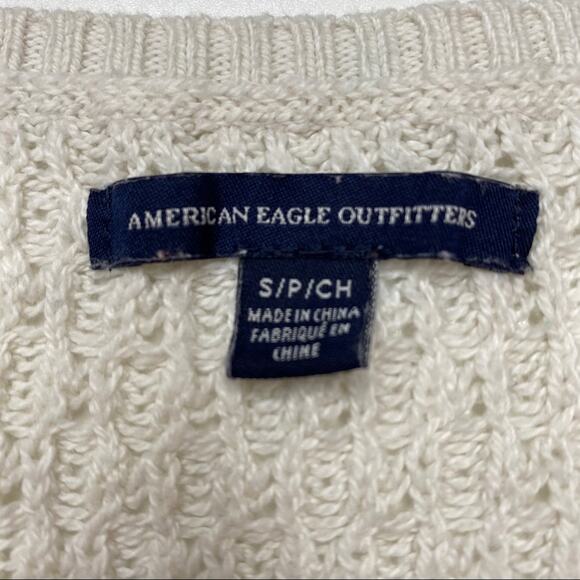 AMERICAN EAGLE OUTFITTERS
S/P/CH
MADE IN CHINA
FABRIQUÉ EN
CHINE